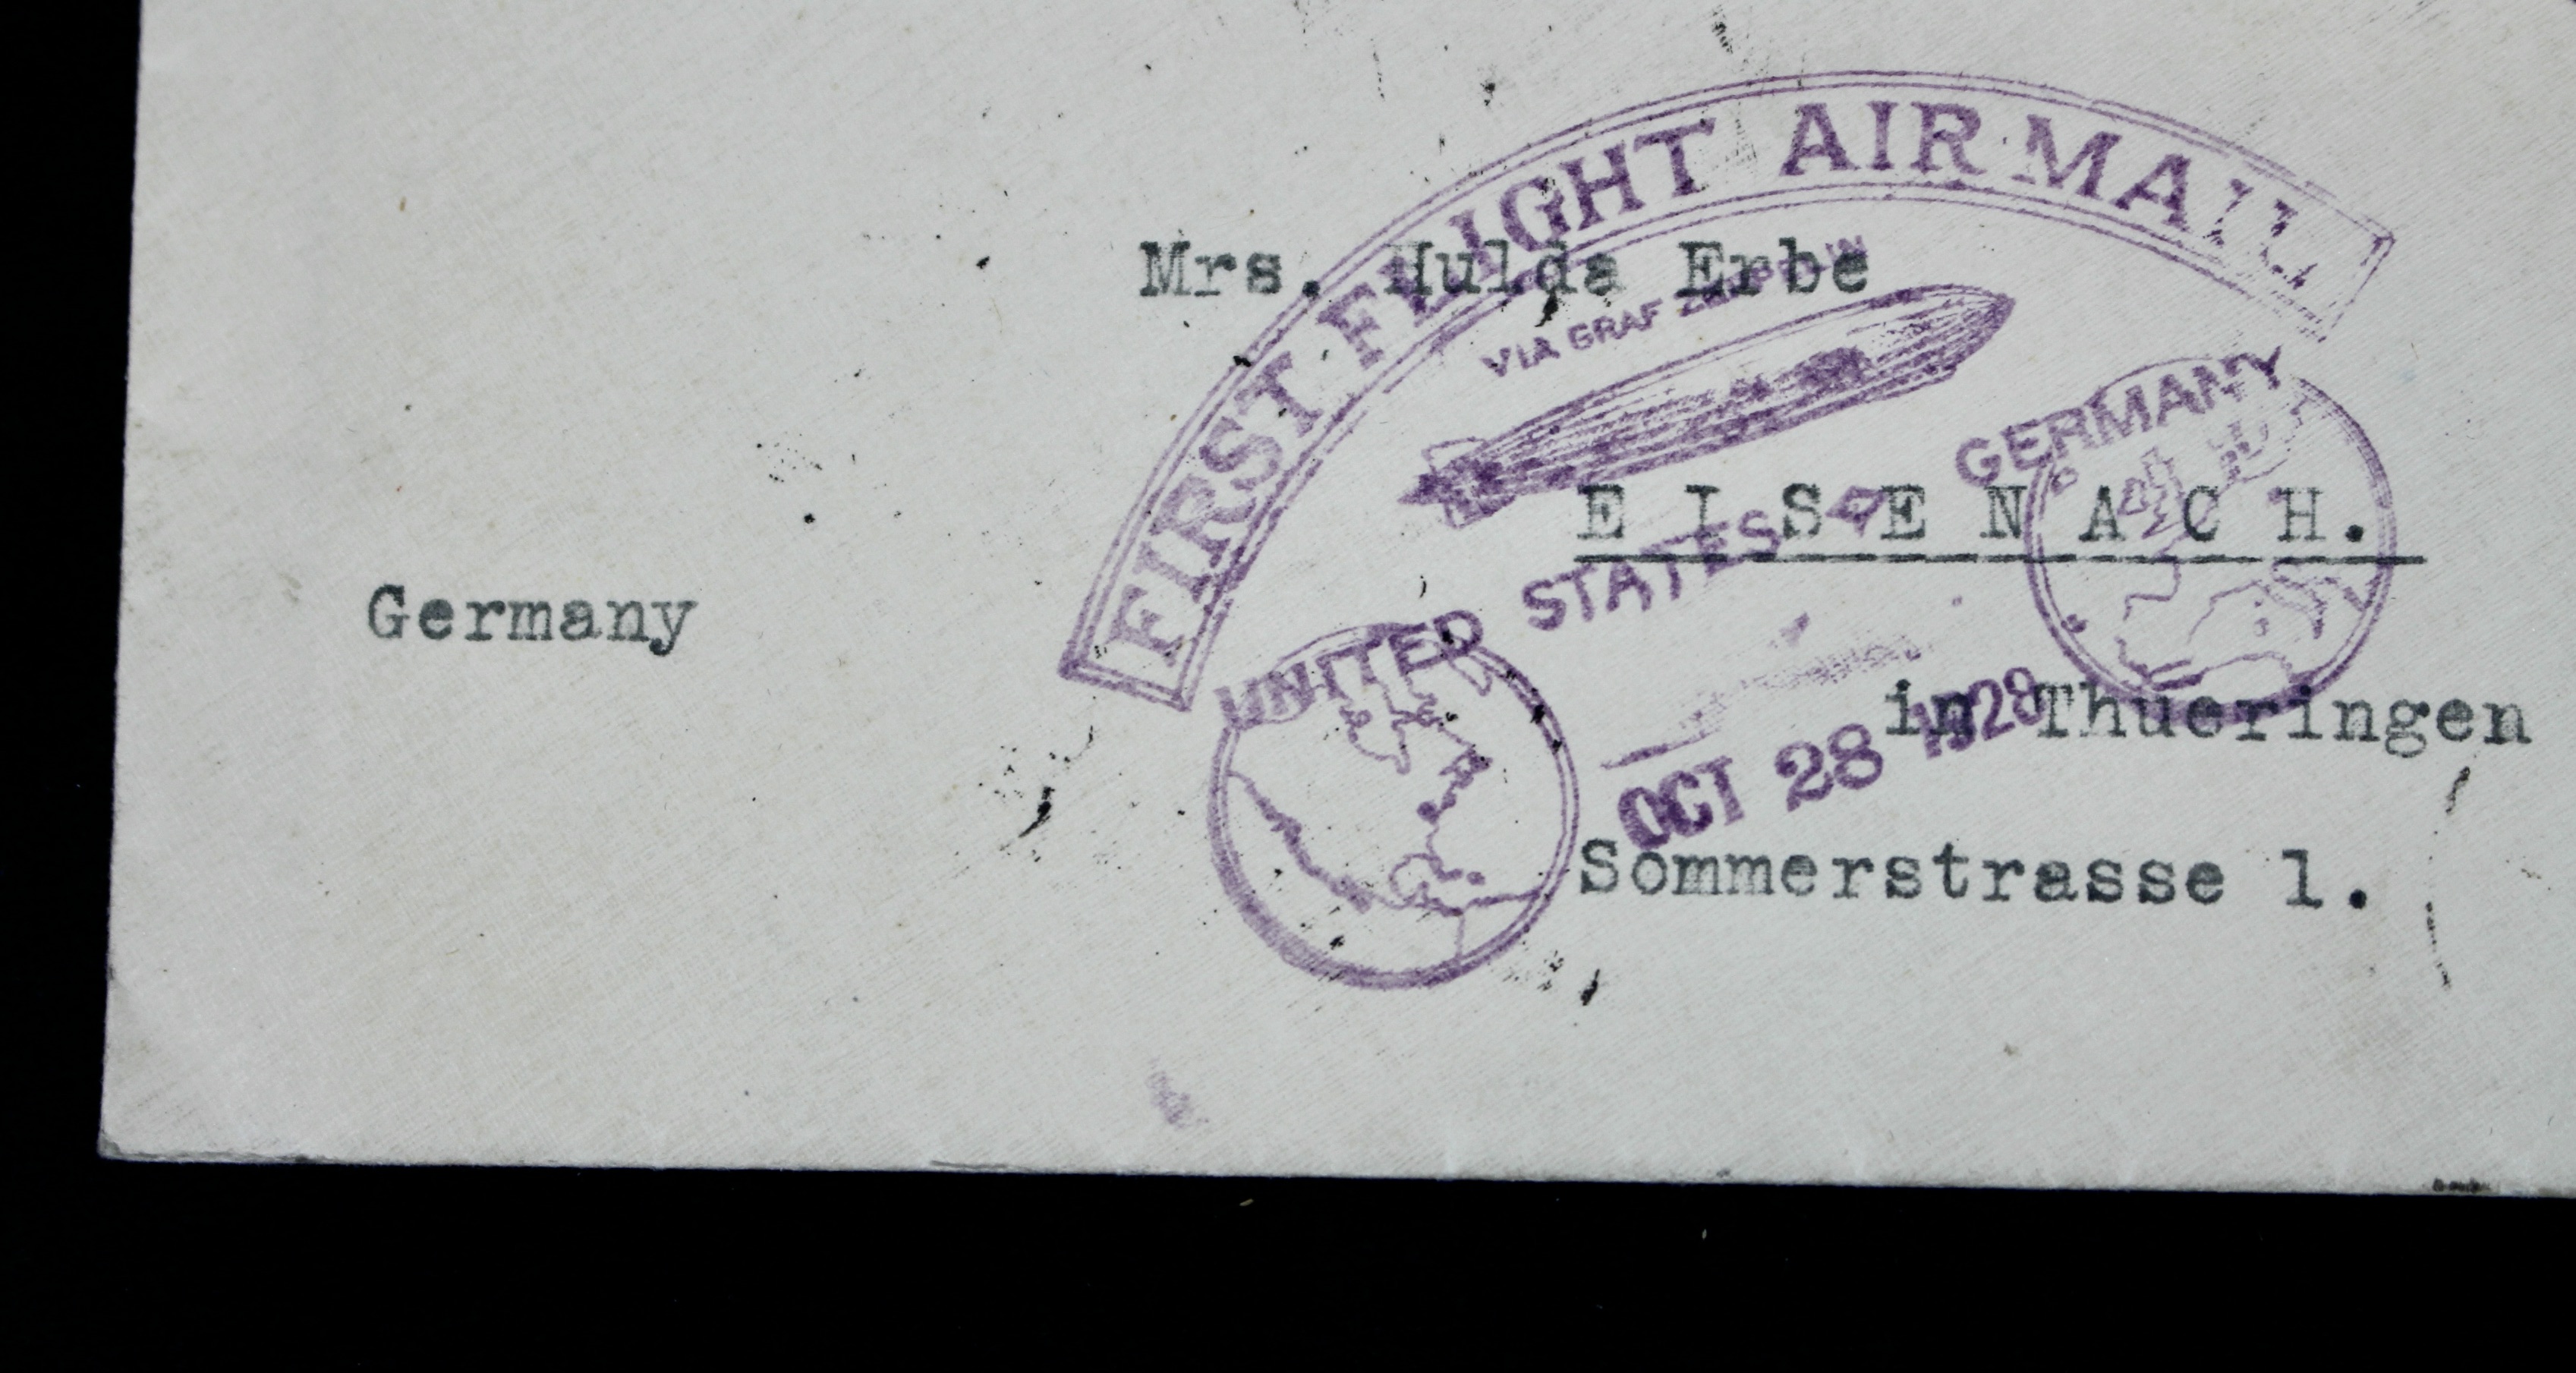 FIRST FLIGHT AIR MAIL
Mrs. Hulda Erbe
VIA GRAF ZEPPELIN
UNITED STATES GERMANY
E I S E N A C H.
Germany
in Thueringen
OCT 28 1928
Sommerstrasse 1.